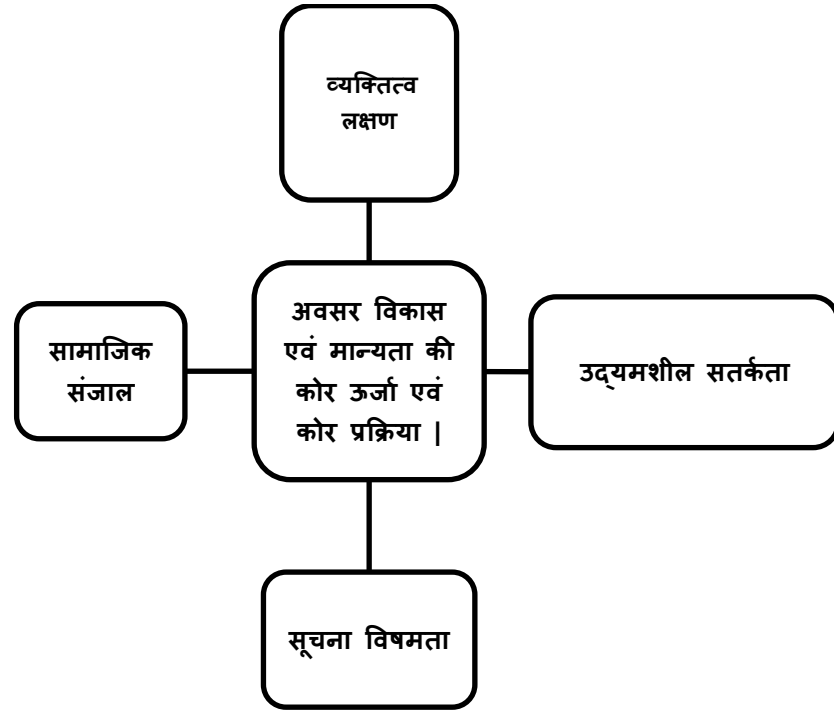 व्यक्तित्व
लक्षण
अवसर विकास
एवं मान्यता की
कोर ऊर्जा एवं
कोर प्रक्रिया |
सामाजिक
संजाल
उद्यमशील सतर्कता
सूचना विषमता